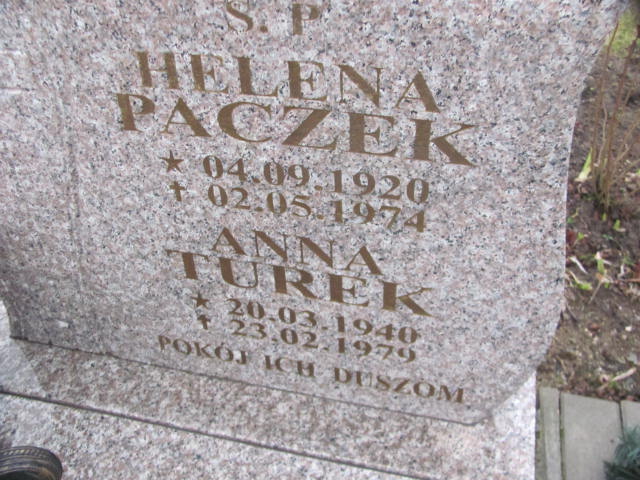 Ś. P
HELENA
PACZEK
★ 04.09.1920
✝ 02.05.1974
ANNA
TUREK
★ 20.03.1940
✝ 23.02.1979
POKÓJ ICH DUSZOM